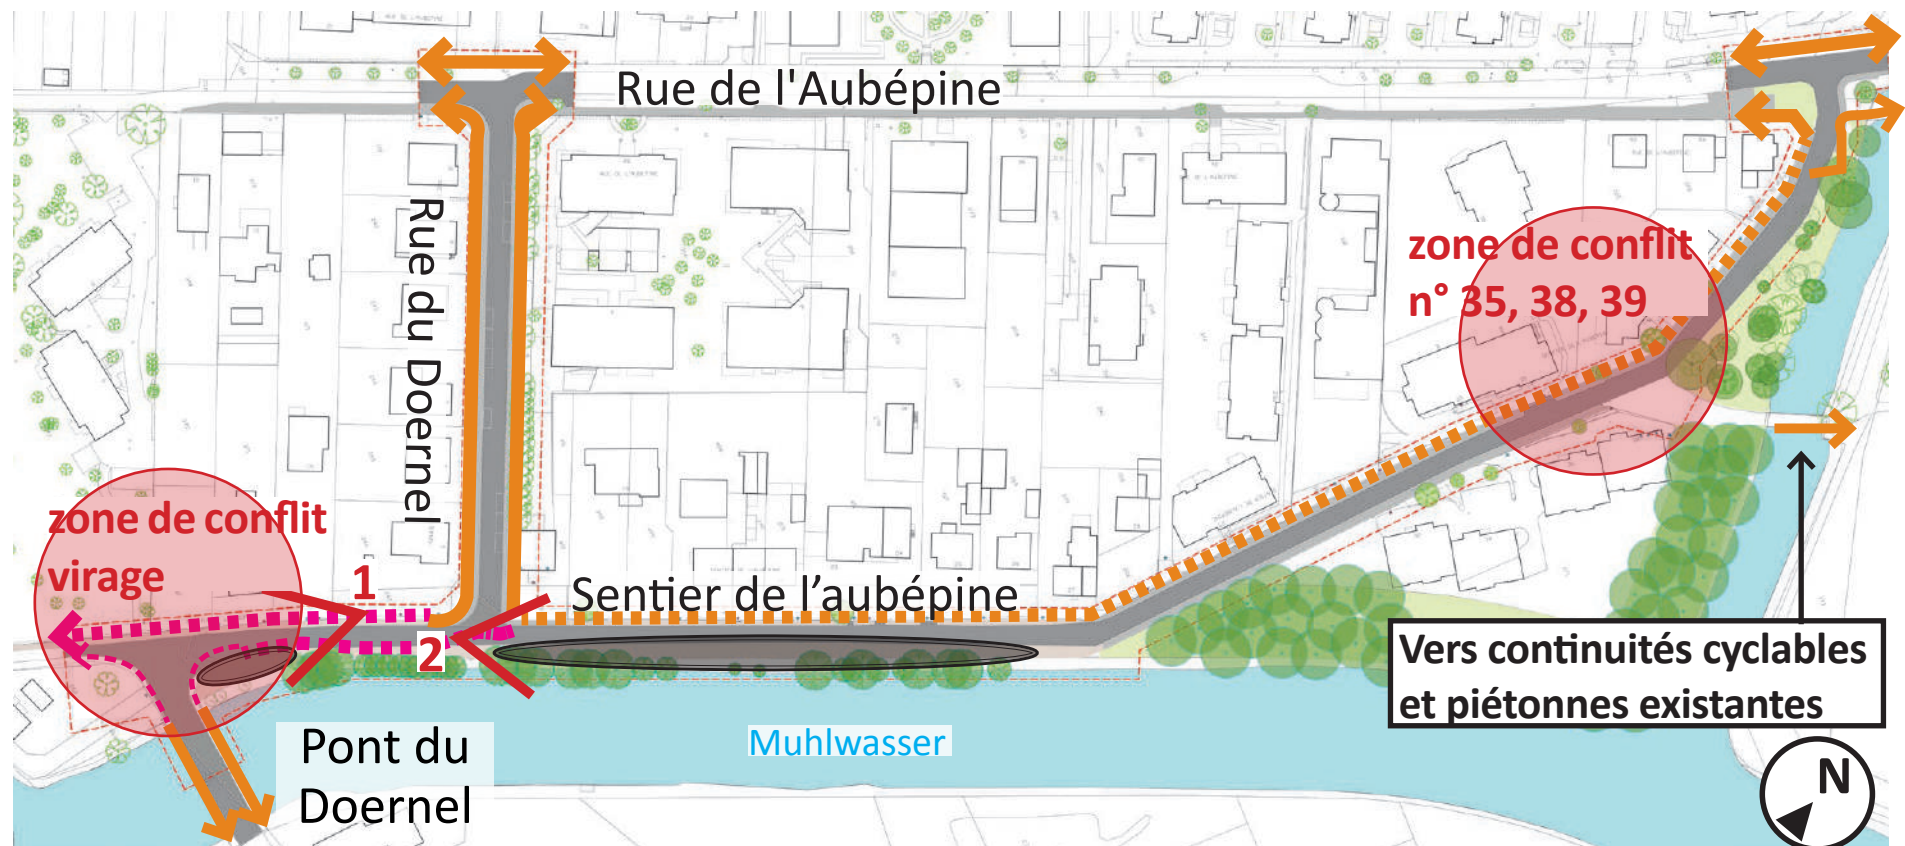 Rue de l'Aubépine
Rue du Doernel
zone de conflit
n° 35, 38, 39
zone de conflit
virage
1
2
Sentier de l’aubépine
Vers continuités cyclables
et piétonnes existantes
Pont du
Doernel
Muhlwasser
N